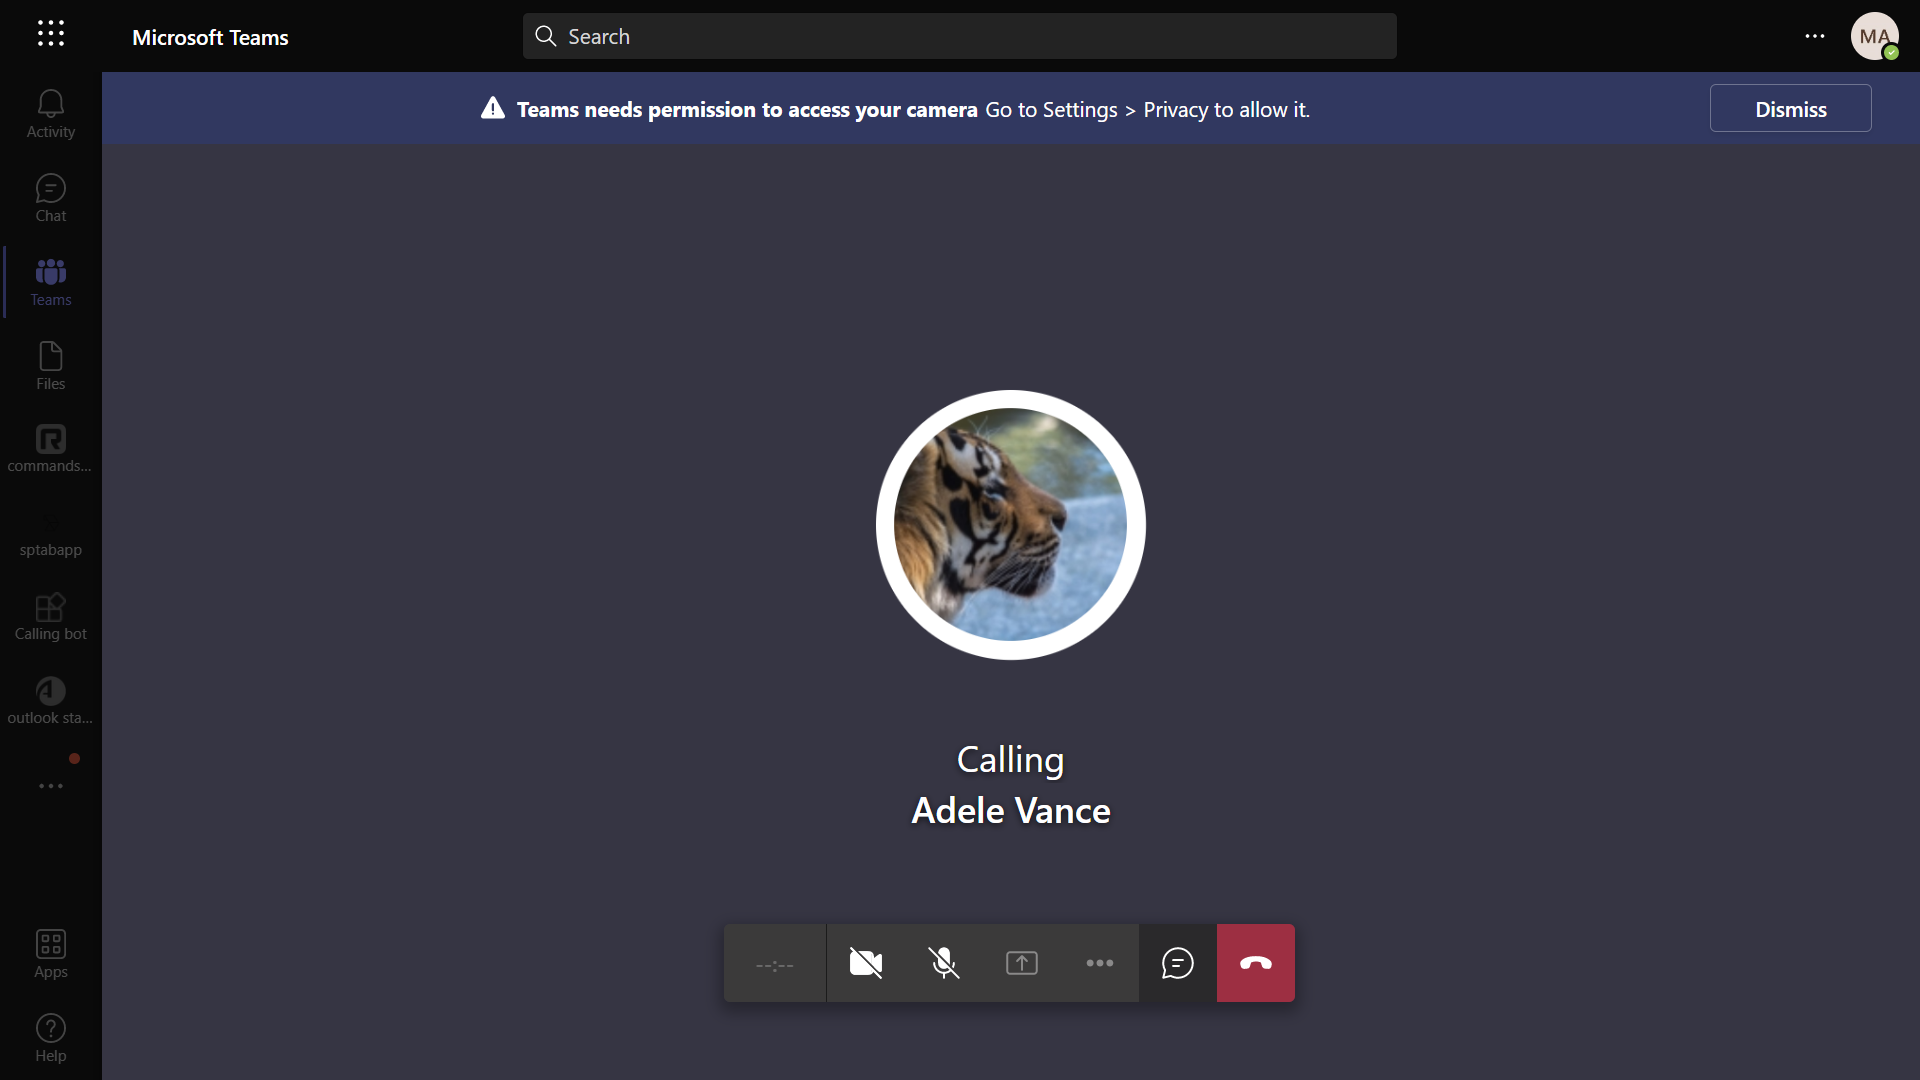 Microsoft Teams
Search
MA
Teams needs permission to access your camera Go to Settings > Privacy to allow it.
Dismiss
Activity
Chat
Teams
Files
commands...
sptabapp
Calling bot
outlook sta...
Apps
Help
Calling
Adele Vance
--:--